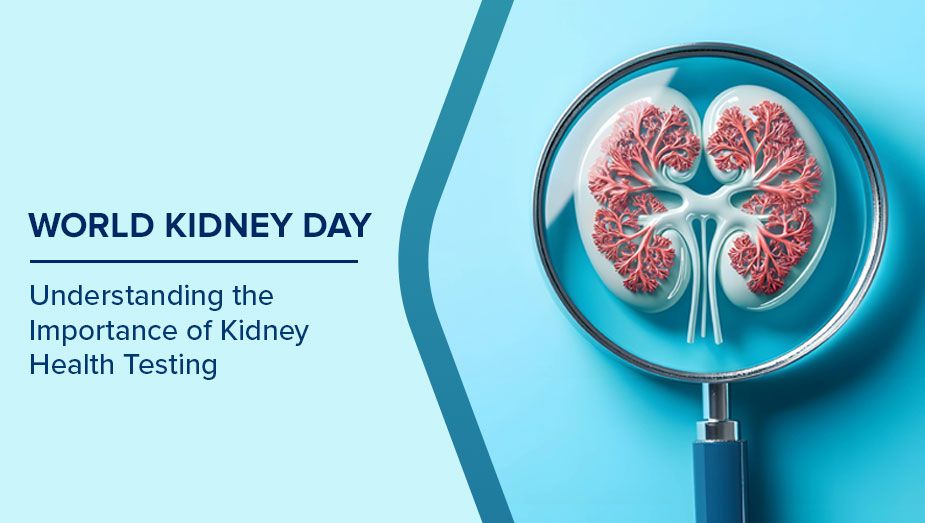 WORLD KIDNEY DAY
Understanding the
Importance of Kidney
Health Testing